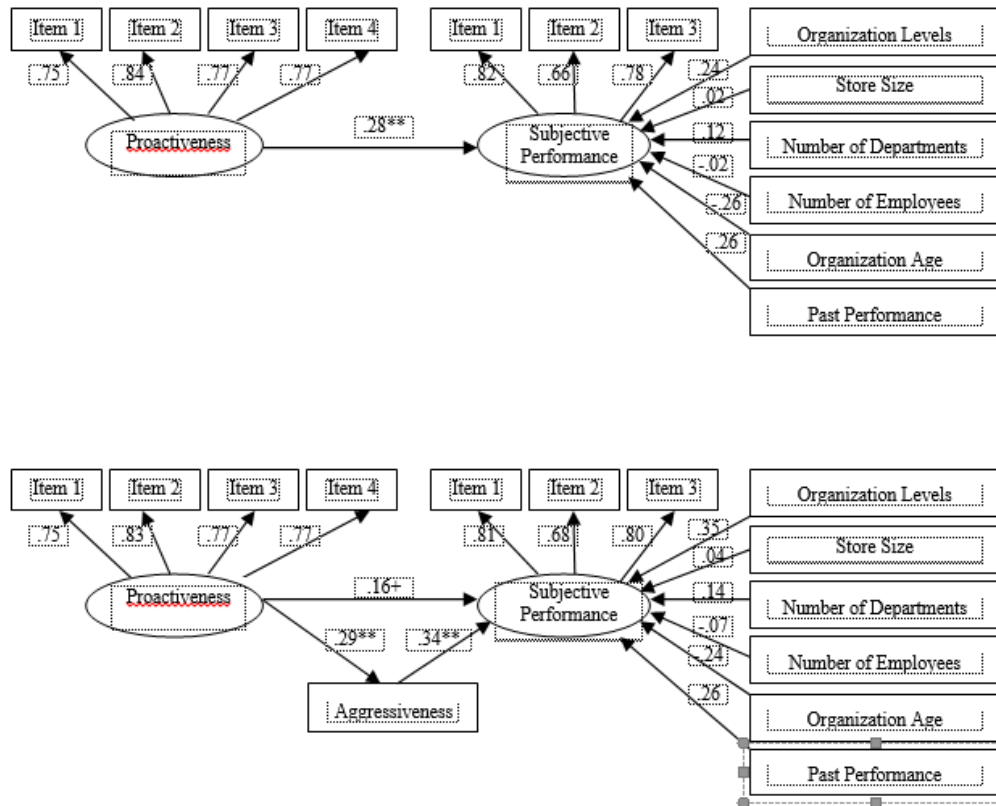 Item 1 Item 2 Item 3 Item 4 Item 1 Item 2 Item 3
.75 .84 .77 .77 .82 .66 .78
Organization Levels
.24
Store Size
.02
Number of Departments
.12
Number of Employees
-.02
Organization Age
-.26
Past Performance
.26
Proactiveness
.28**
Subjective
Performance
Item 1 Item 2 Item 3 Item 4 Item 1 Item 2 Item 3
.75 .83 .77 .77 .81 .68 .80
Organization Levels
.35
Store Size
.04
Number of Departments
.14
Number of Employees
-.07
Organization Age
-.24
Past Performance
.26
Proactiveness
.16+
Subjective
Performance
.29** .34**
Aggressiveness